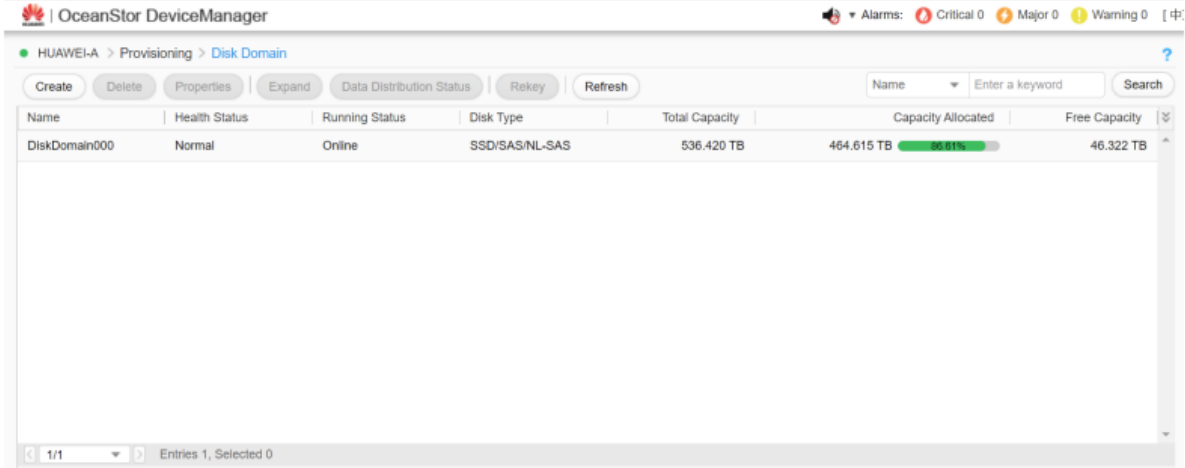 HUAWEI | OceanStor DeviceManager Alarms: Critical 0 Major 0 Warning 0 [中
HUAWEI-A > Provisioning > Disk Domain ?
Create Delete Properties Expand Data Distribution Status Rekey Refresh Name Enter a keyword Search
Name Health Status Running Status Disk Type Total Capacity Capacity Allocated Free Capacity
DiskDomain000 Normal Online SSD/SAS/NL-SAS 536.420 TB 464.615 TB 86.61% 46.322 TB
1/1 Entries 1, Selected 0